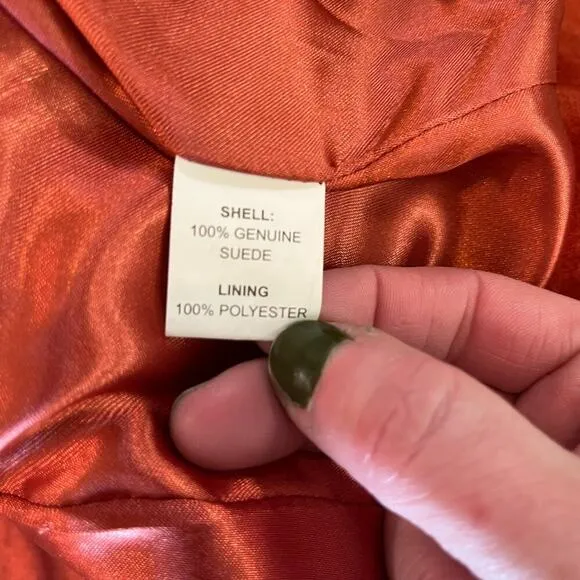 SHELL:
100% GENUINE
SUEDE
LINING
100% POLYESTER